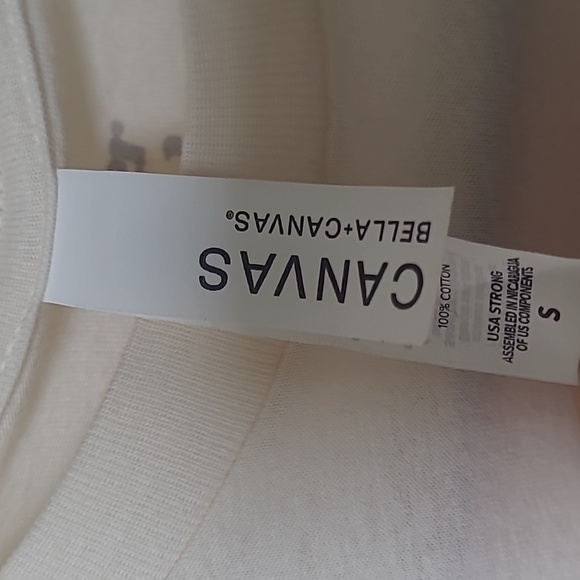 CANVAS
BELLA+CANVAS®
100% COTTON
USA STRONG
ASSEMBLED IN NICARAGUA
OF US COMPONENTS
S